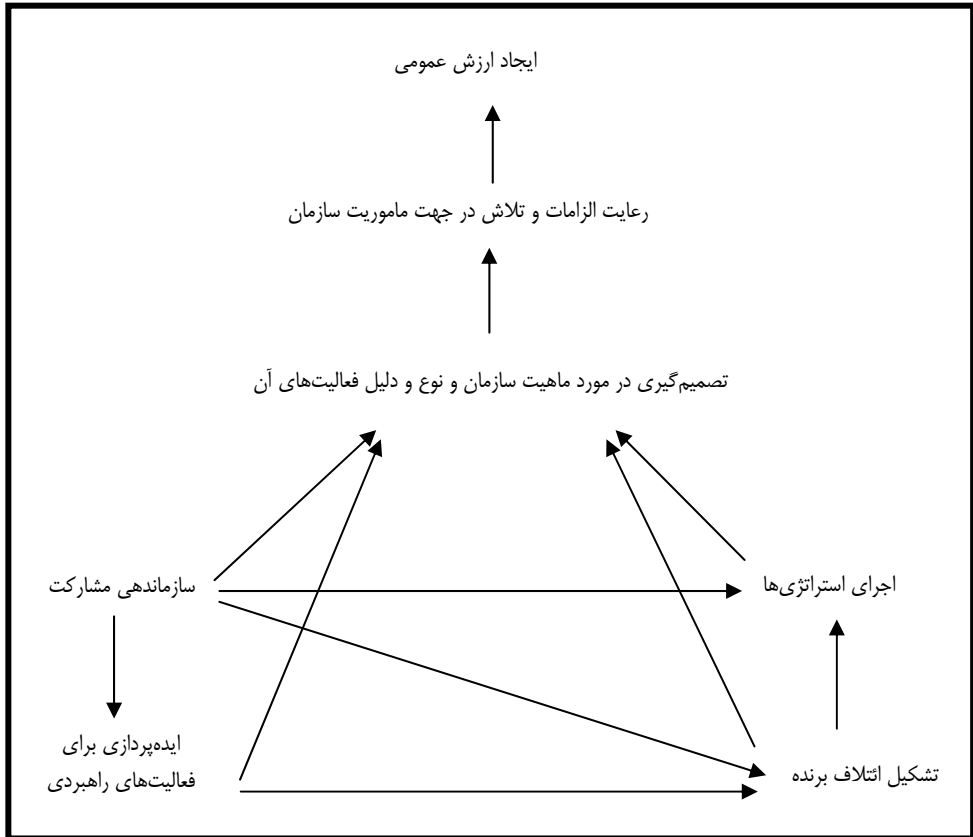 ایجاد ارزش عمومی
رعایت الزامات و تلاش در جهت ماموریت سازمان
تصمیم‌گیری در مورد ماهیت سازمان و نوع و دلیل فعالیت‌های آن
سازماندهی مشارکت
اجرای استراتژی‌ها
ایده‌پردازی برای
فعالیت‌های راهبردی
تشکیل ائتلاف برنده